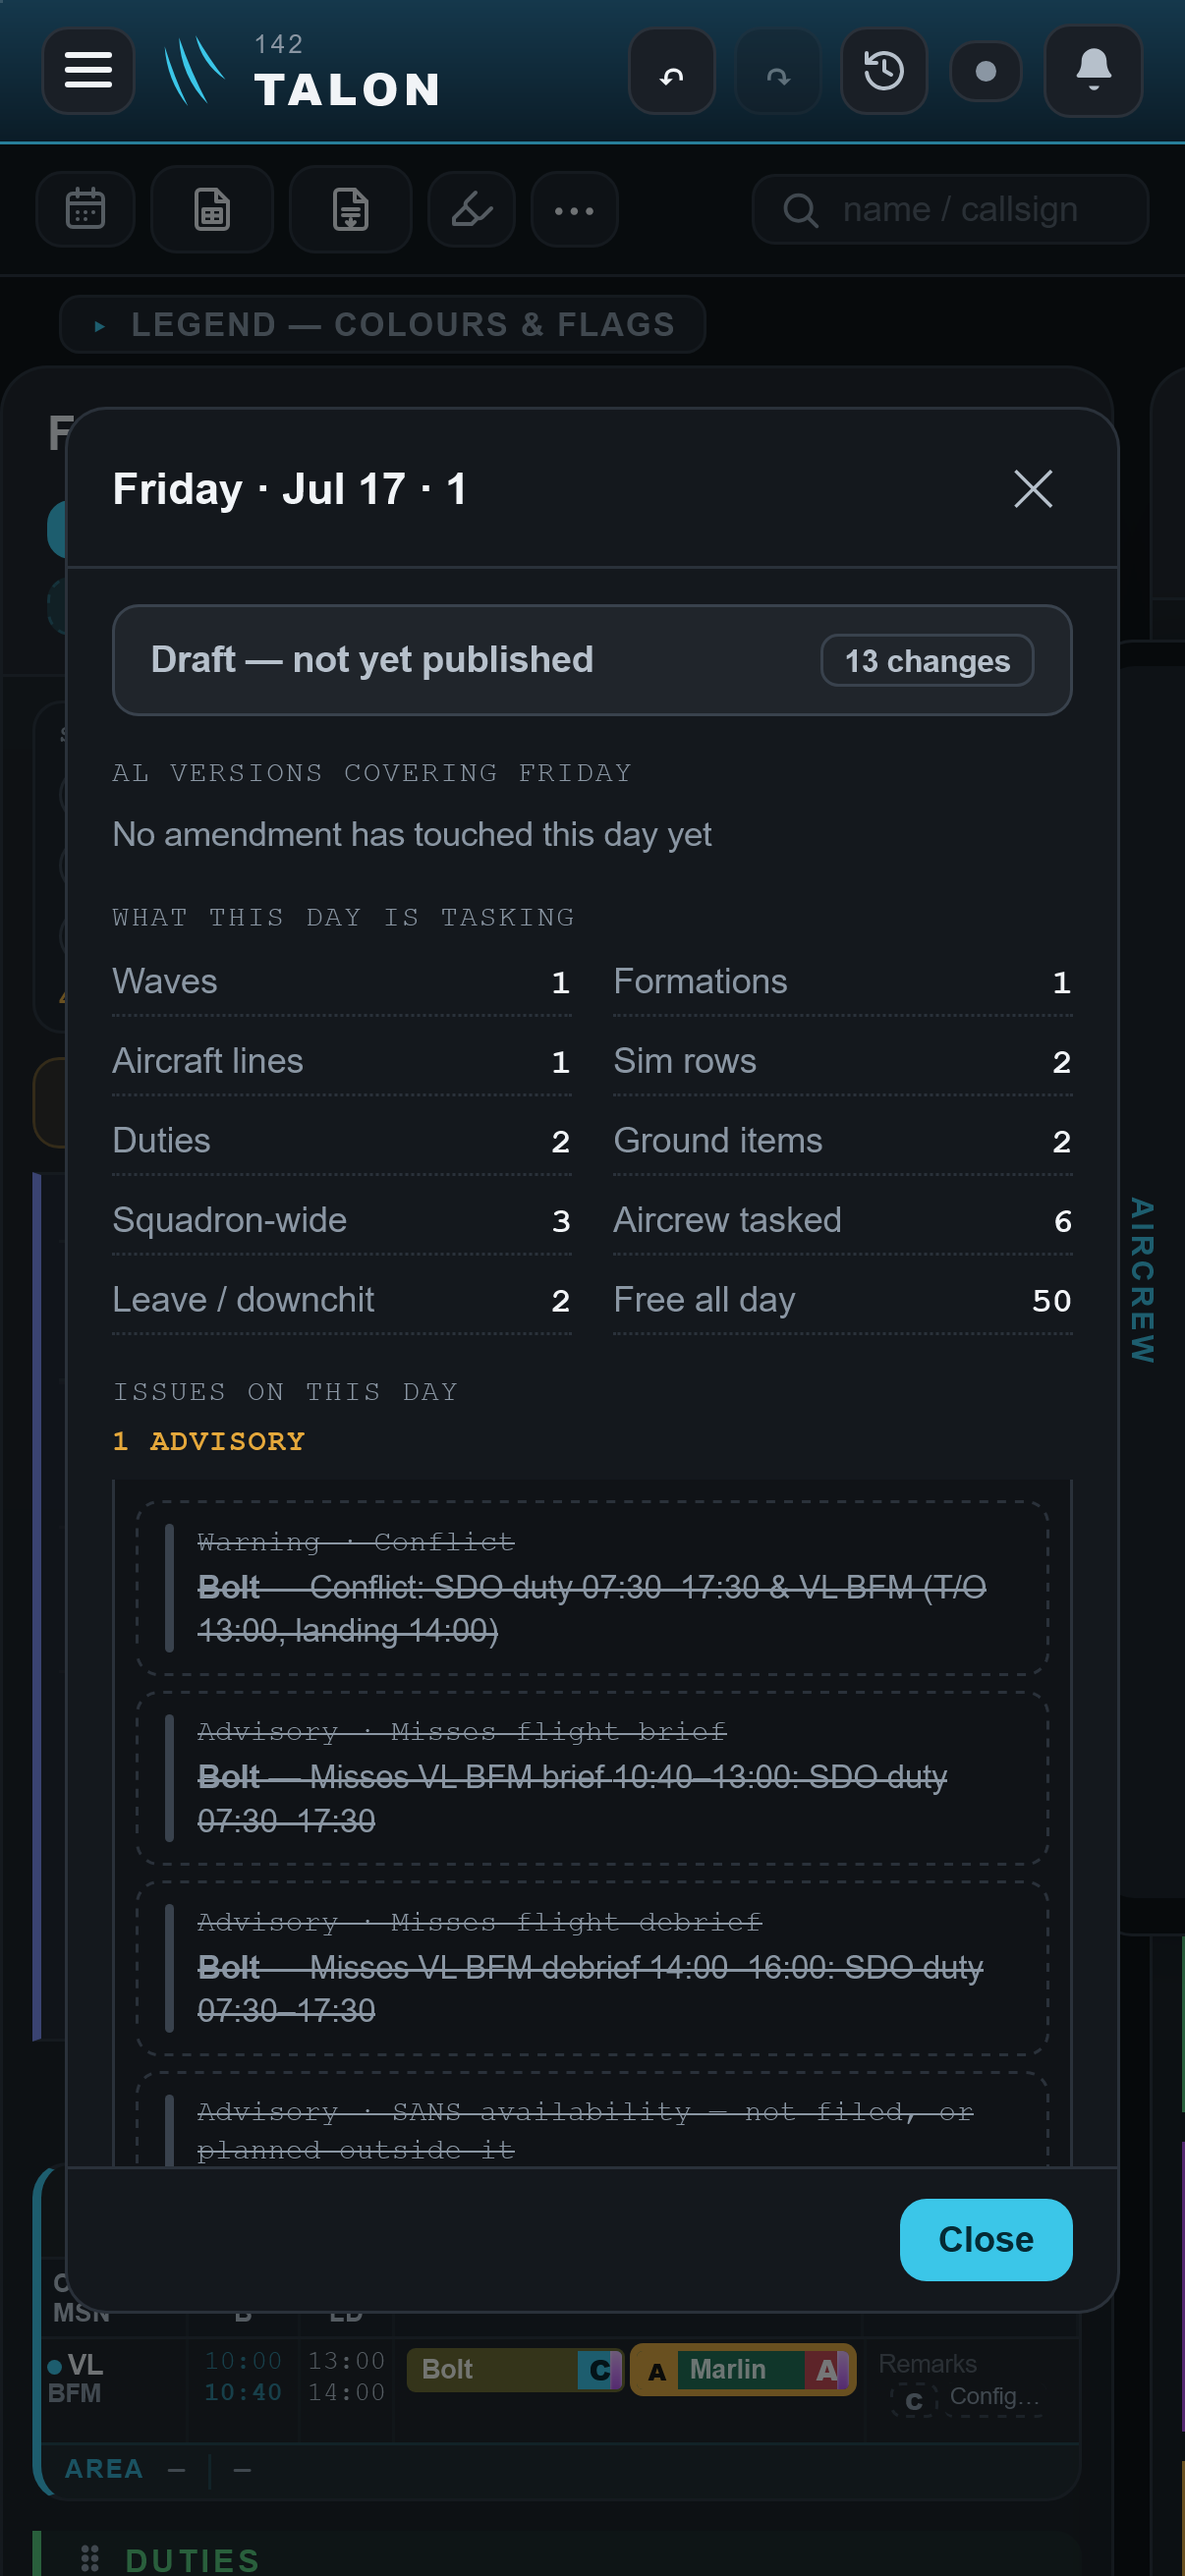 142
TALON
name / callsign
LEGEND — COLOURS & FLAGS
F
Friday · Jul 17 · 1
Draft — not yet published
13 changes
AL VERSIONS COVERING FRIDAY
No amendment has touched this day yet
WHAT THIS DAY IS TASKING
Waves 1
Formations 1
Aircraft lines 1
Sim rows 2
Duties 2
Ground items 2
Squadron-wide 3
Aircrew tasked 6
Leave / downchit 2
Free all day 50
AIRCREW
ISSUES ON THIS DAY
1 ADVISORY
Warning · Conflict
Bolt — Conflict: SDO duty 07:30–17:30 & VL BFM (T/O
13:00, landing 14:00)
Advisory · Misses flight brief
Bolt — Misses VL BFM brief 10:40–13:00: SDO duty
07:30–17:30
Advisory · Misses flight debrief
Bolt — Misses VL BFM debrief 14:00–16:00: SDO duty
07:30–17:30
Advisory · SANS availability — not filed, or
planned outside it
Close
MSN
VL
BFM
10:00
10:40
13:00
14:00
Bolt C
A Marlin A
Remarks
C Config...
AREA — —
DUTIES